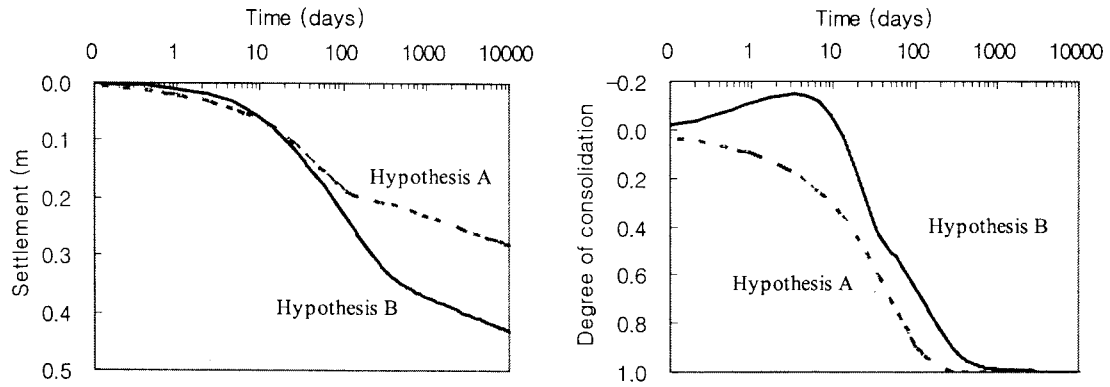 Time (days)
0 1 10 100 1000 10000
0.0
0.1
0.2
0.3
0.4
0.5
Settlement (m
Hypothesis A
Hypothesis B
Time (days)
0 1 10 100 1000 10000
−0.2
0.0
0.2
0.4
0.6
0.8
1.0
Degree of consolidation
Hypothesis B
Hypothesis A